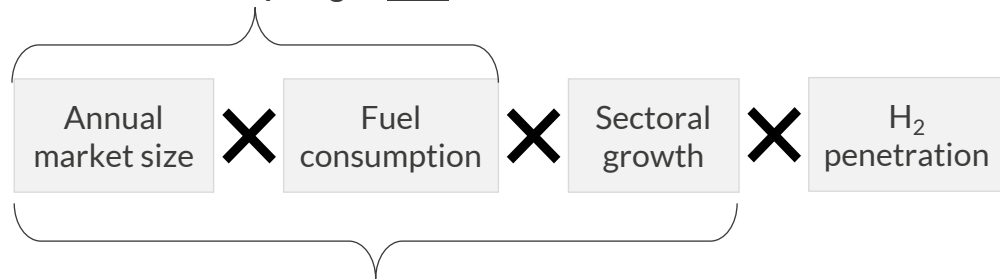 Annual
market size
Fuel
consumption
Sectoral
growth
H₂
penetration